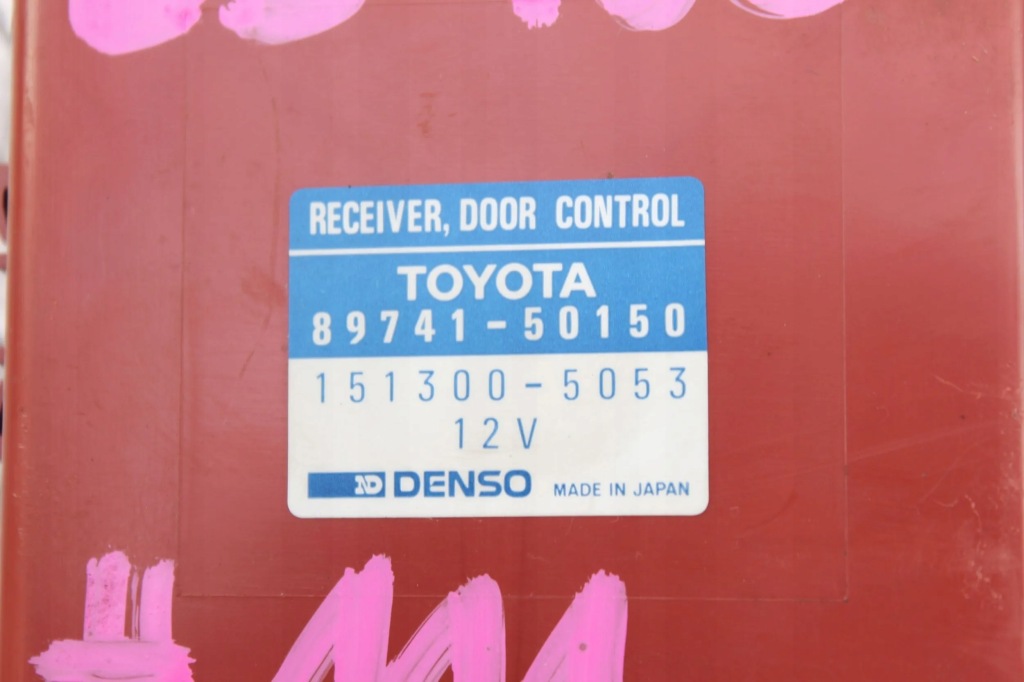 RECEIVER, DOOR CONTROL
TOYOTA
89741-50150
151300-5053
12V
ND DENSO MADE IN JAPAN